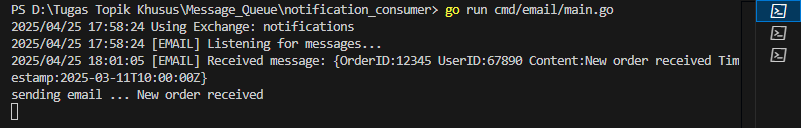 PS D:\Tugas Topik Khusus\Message_Queue\notification_consumer> go run cmd/email/main.go
2025/04/25 17:58:24 Using Exchange: notifications
2025/04/25 17:58:24 [EMAIL] Listening for messages...
2025/04/25 18:01:05 [EMAIL] Received message: {OrderID:12345 UserID:67890 Content:New order received Tim
estamp:2025-03-11T10:00:00Z}
sending email ... New order received